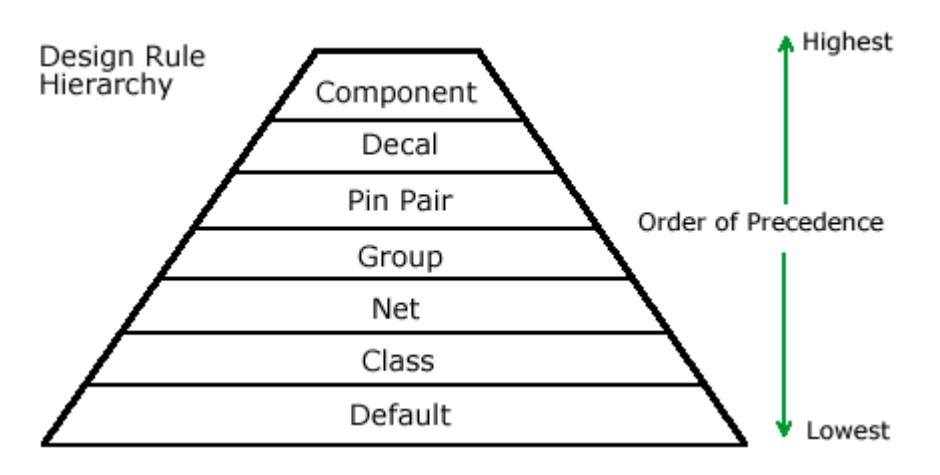 Design Rule
Hierarchy
Component
Decal
Pin Pair
Group
Net
Class
Default
Highest
Order of Precedence
Lowest